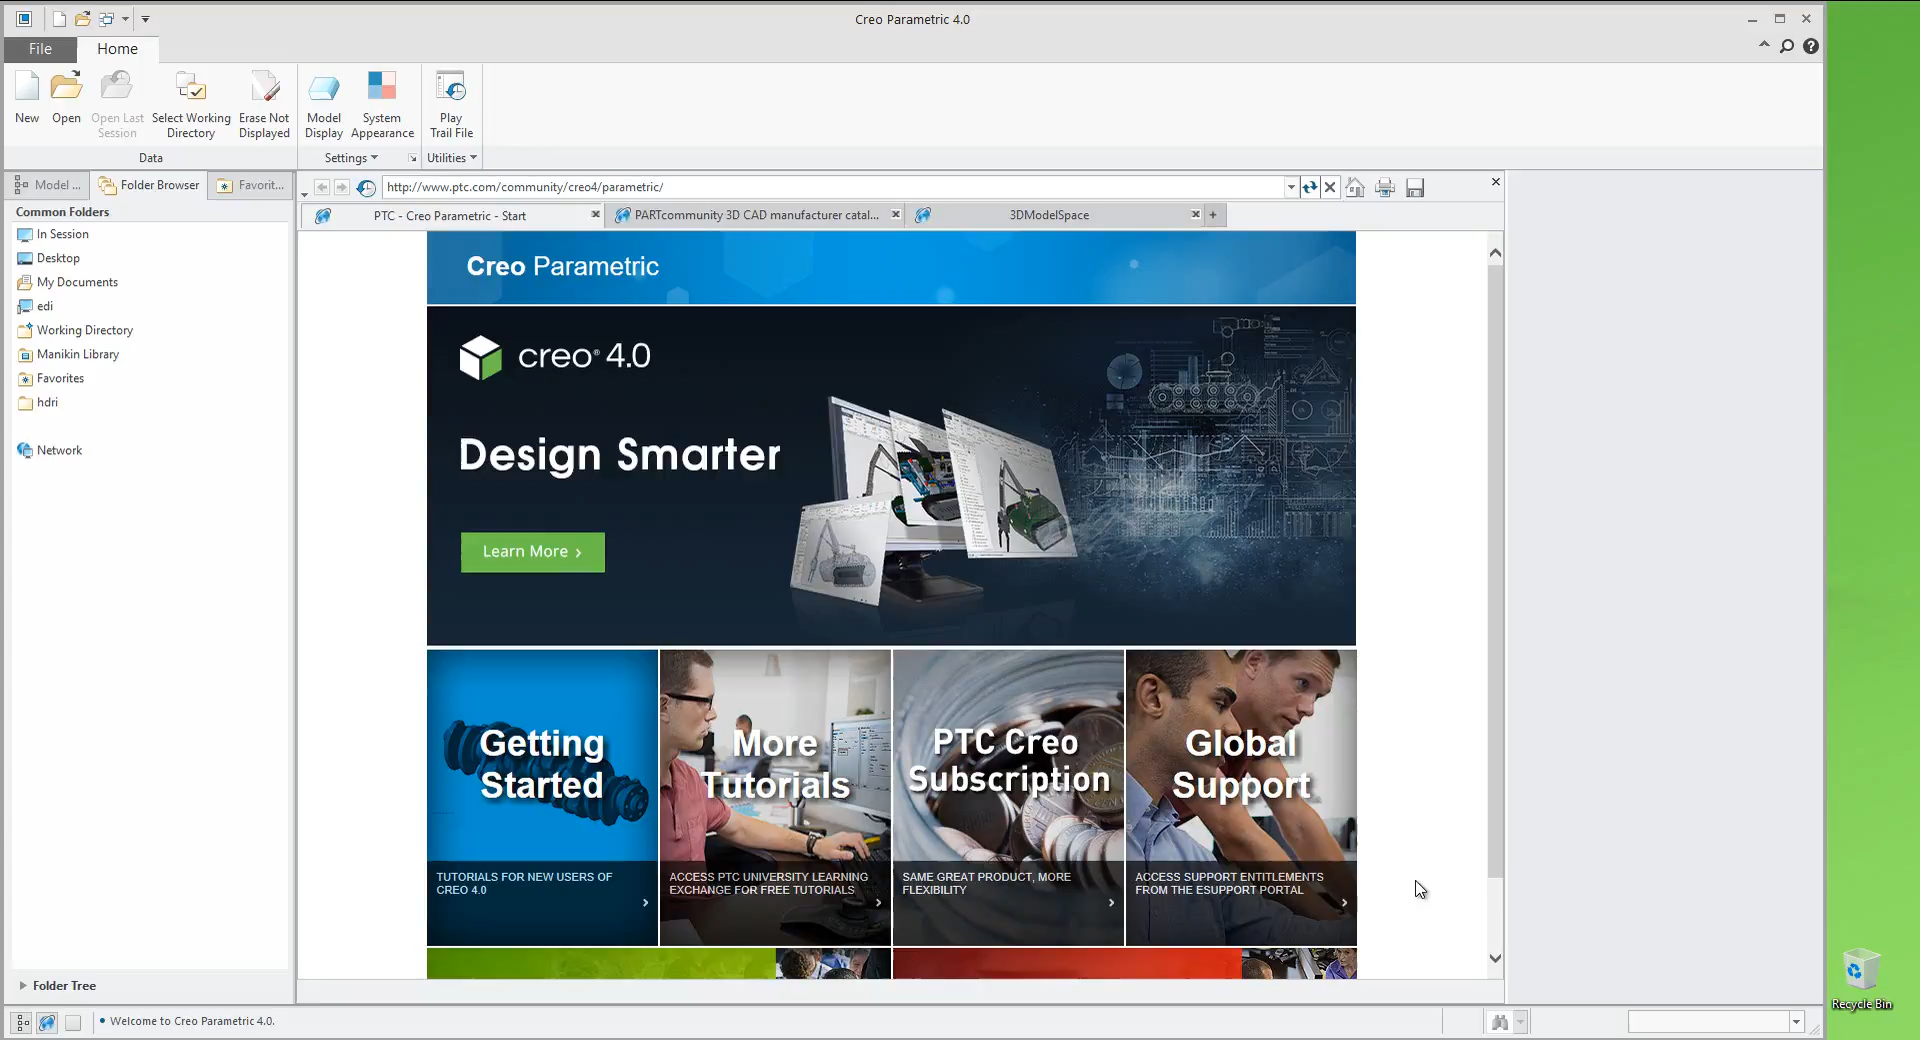 Creo Parametric 4.0
File
Home
New
Open
Open Last
Session
Select Working
Directory
Erase Not
Displayed
Model
Display
System
Appearance
Play
Trail File
Data
Settings
Utilities
Model ...
Folder Browser
Favorit...
http://www.ptc.com/community/creo4/parametric/
PTC - Creo Parametric - Start
PARTcommunity 3D CAD manufacturer catal...
3DModelSpace
Common Folders
In Session
Desktop
My Documents
edi
Working Directory
Manikin Library
Favorites
hdri
Network
Folder Tree
Creo Parametric
creo® 4.0
Design Smarter
Learn More ›
Getting
Started
TUTORIALS FOR NEW USERS OF
CREO 4.0
More
Tutorials
ACCESS PTC UNIVERSITY LEARNING
EXCHANGE FOR FREE TUTORIALS
PTC Creo
Subscription
SAME GREAT PRODUCT, MORE
FLEXIBILITY
Global
Support
ACCESS SUPPORT ENTITLEMENTS
FROM THE ESUPPORT PORTAL
• Welcome to Creo Parametric 4.0.
Recycle Bin